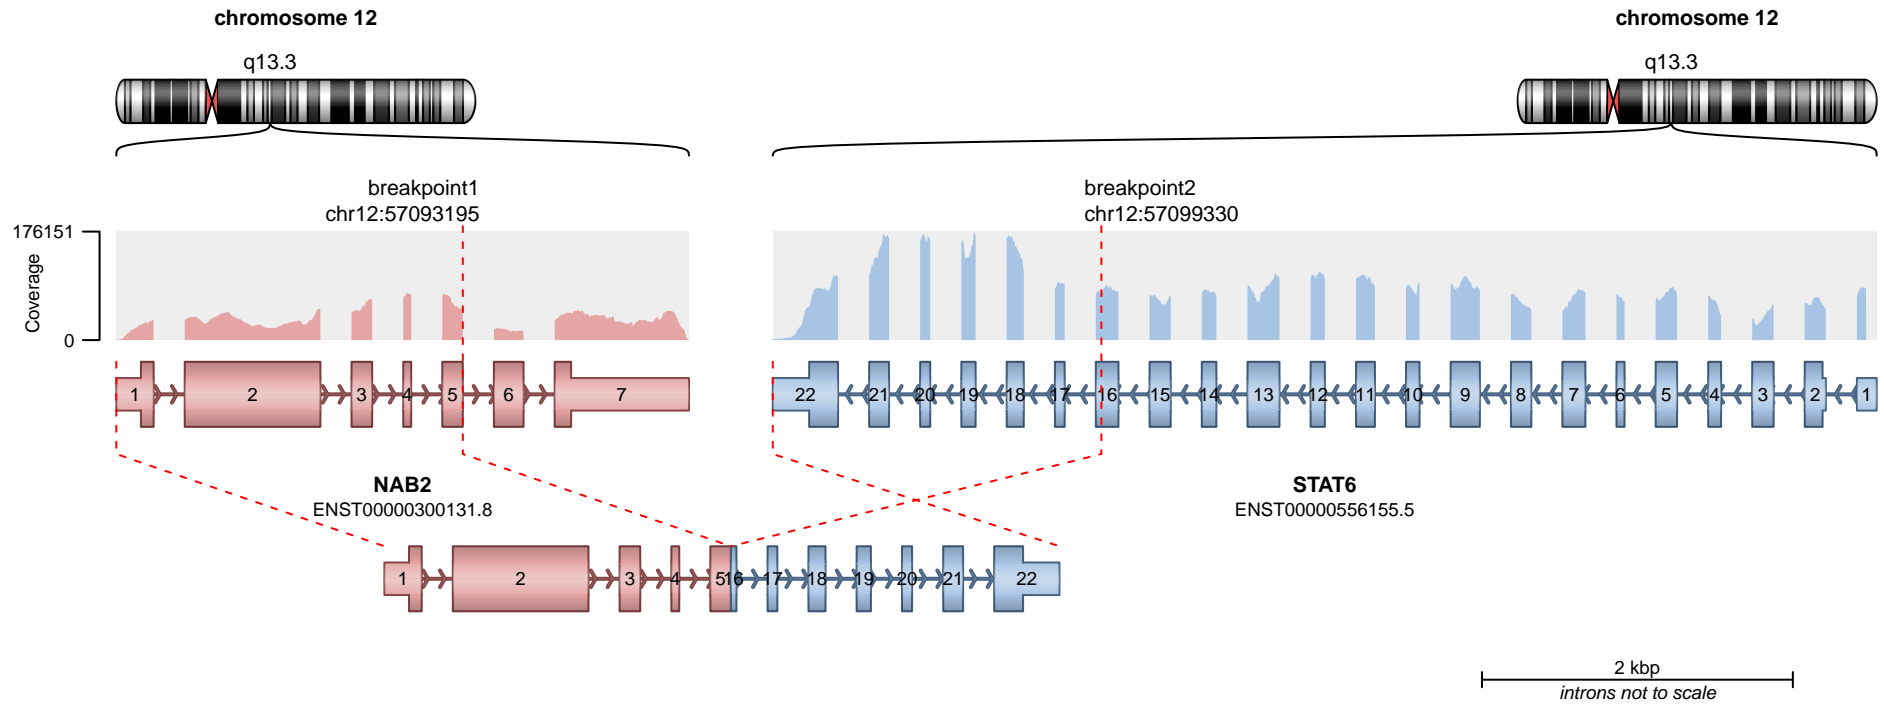 chromosome 12
chromosome 12
q13.3
q13.3
breakpoint1
chr12:57093195
breakpoint2
chr12:57099330
176151
Coverage
0
1 2 3 4 5 6 7
22 21 20 19 18 17 16 15 14 13 12 11 10 9 8 7 6 5 4 3 2 1
NAB2
ENST00000300131.8
STAT6
ENST00000556155.5
1 2 3 4 5 16 17 18 19 20 21 22
2 kbp
introns not to scale